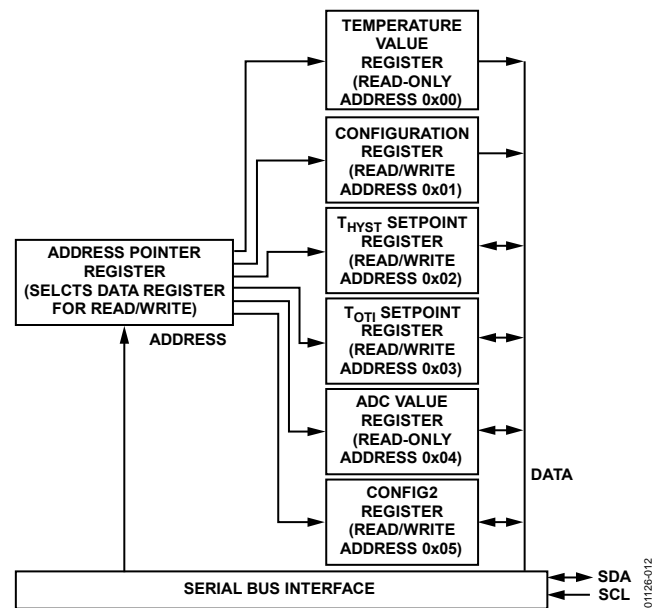 TEMPERATURE
VALUE
REGISTER
(READ-ONLY
ADDRESS 0x00)
CONFIGURATION
REGISTER
(READ/WRITE
ADDRESS 0x01)
THYST SETPOINT
REGISTER
(READ/WRITE
ADDRESS 0x02)
ADDRESS POINTER
REGISTER
(SELCTS DATA REGISTER
FOR READ/WRITE)
ADDRESS
TOTI SETPOINT
REGISTER
(READ/WRITE
ADDRESS 0x03)
ADC VALUE
REGISTER
(READ-ONLY
ADDRESS 0x04)
DATA
CONFIG2
REGISTER
(READ/WRITE
ADDRESS 0x05)
SERIAL BUS INTERFACE
SDA
SCL
01126-012